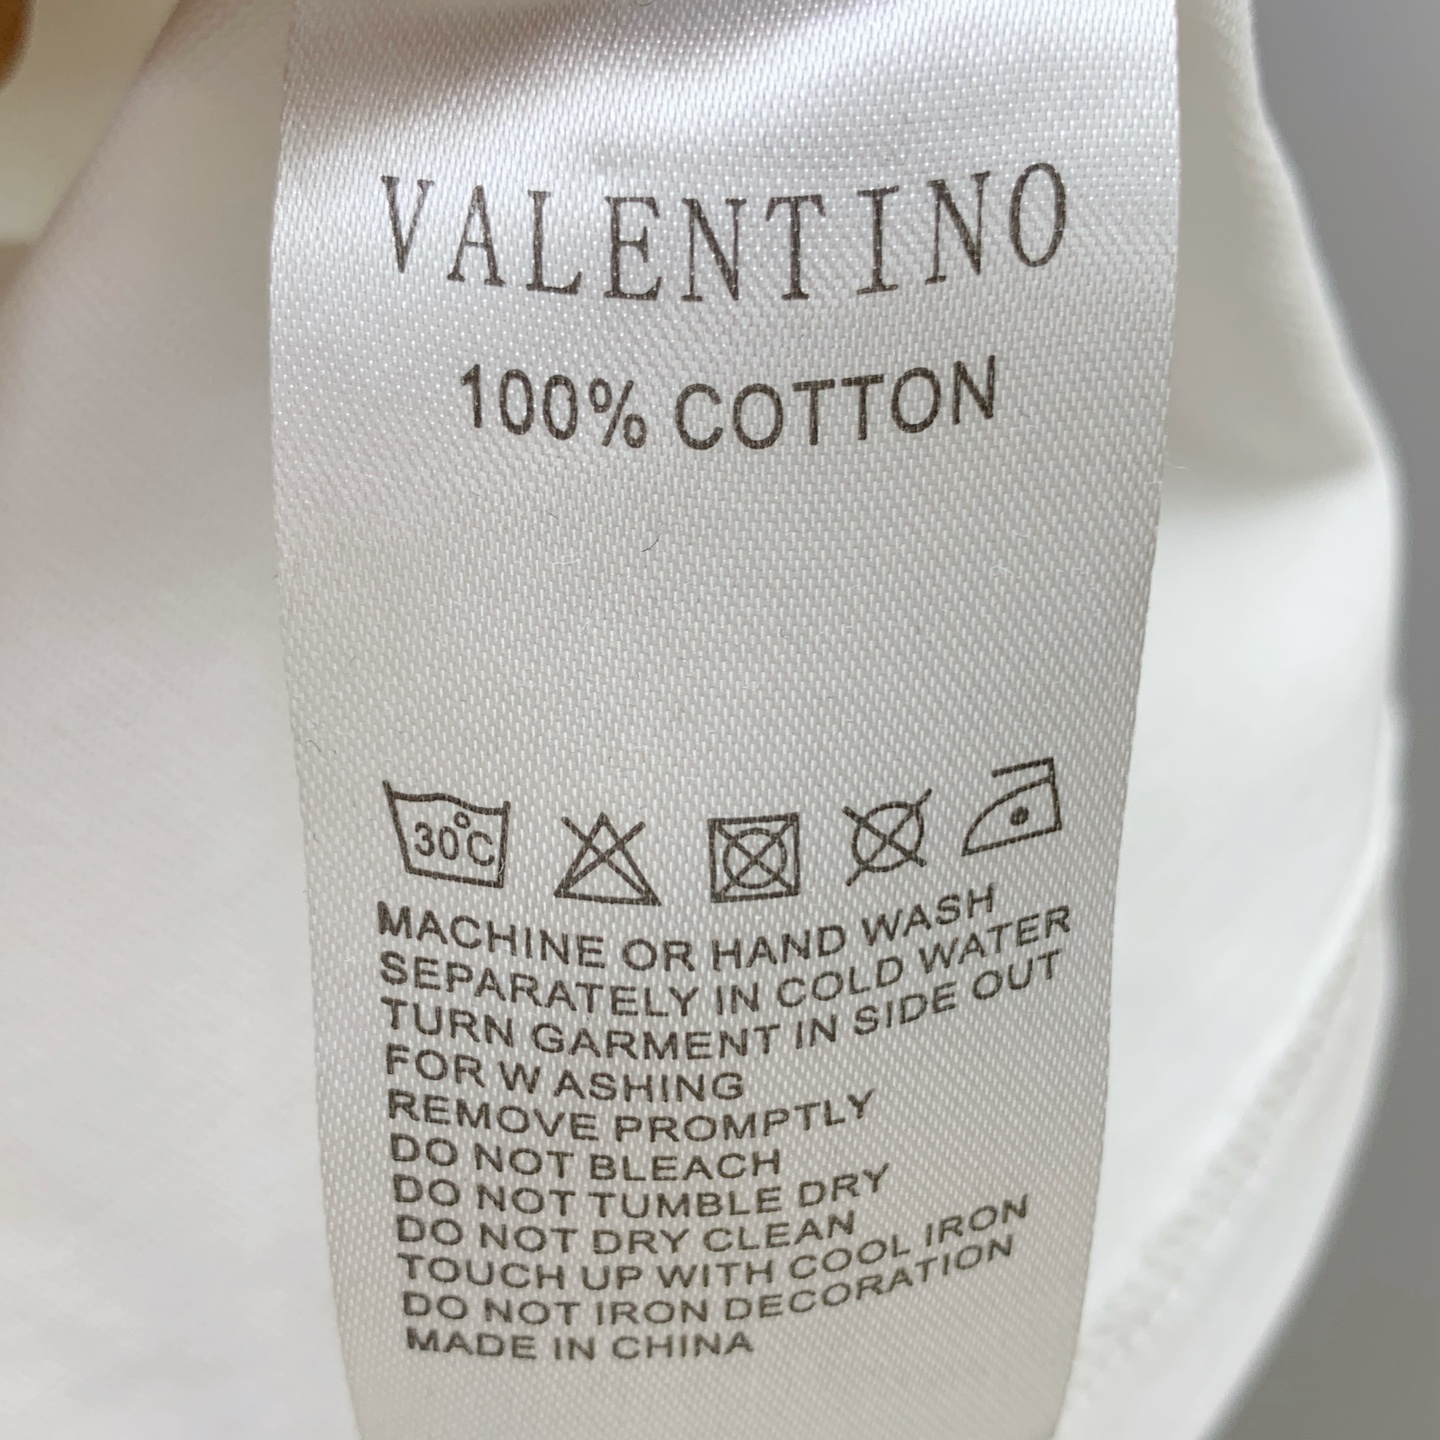 VALENTINO
100% COTTON
30°C
MACHINE OR HAND WASH
SEPARATELY IN COLD WATER
TURN GARMENT IN SIDE OUT
FOR W ASHING
REMOVE PROMPTLY
DO NOT BLEACH
DO NOT TUMBLE DRY
DO NOT DRY CLEAN
TOUCH UP WITH COOL IRON
DO NOT IRON DECORATION
MADE IN CHINA